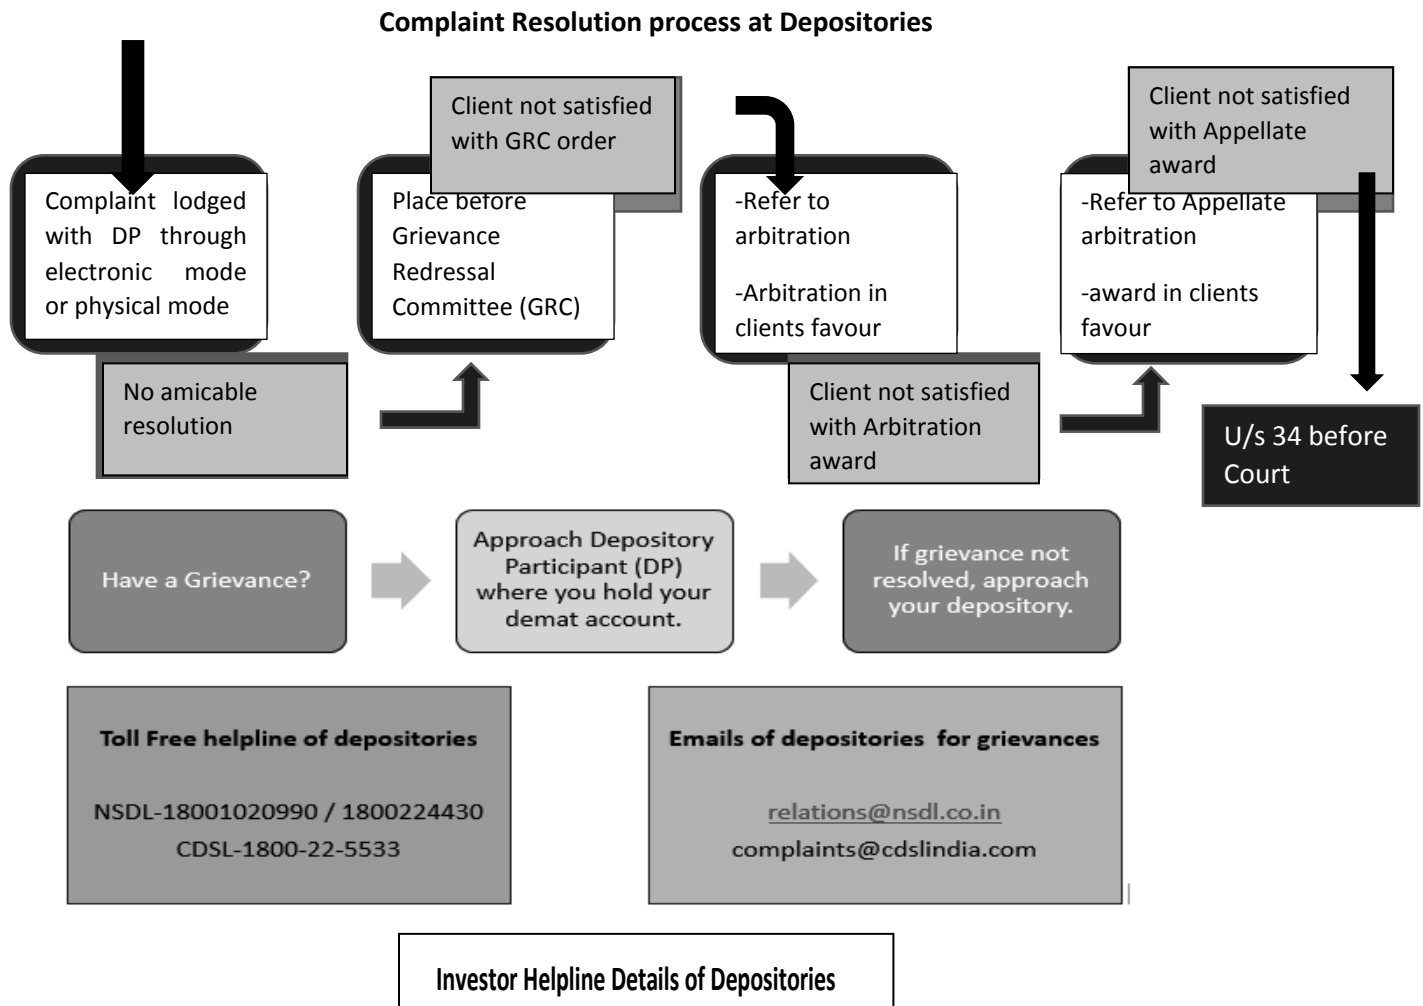 Complaint Resolution process at Depositories
Client not satisfied
with GRC order
Client not satisfied
with Appellate
award
Complaint lodged
with DP through
electronic mode
or physical mode
Place before
Grievance
Redressal
Committee (GRC)
-Refer to
arbitration
-Arbitration in
clients favour
-Refer to Appellate
arbitration
-award in clients
favour
No amicable
resolution
Client not satisfied
with Arbitration
award
U/s 34 before
Court
Have a Grievance?
Approach Depository
Participant (DP)
where you hold your
demat account.
If grievance not
resolved, approach
your depository.
Toll Free helpline of depositories
NSDL-18001020990 / 1800224430
CDSL-1800-22-5533
Emails of depositories for grievances
relations@nsdl.co.in
complaints@cdslindia.com
Investor Helpline Details of Depositories